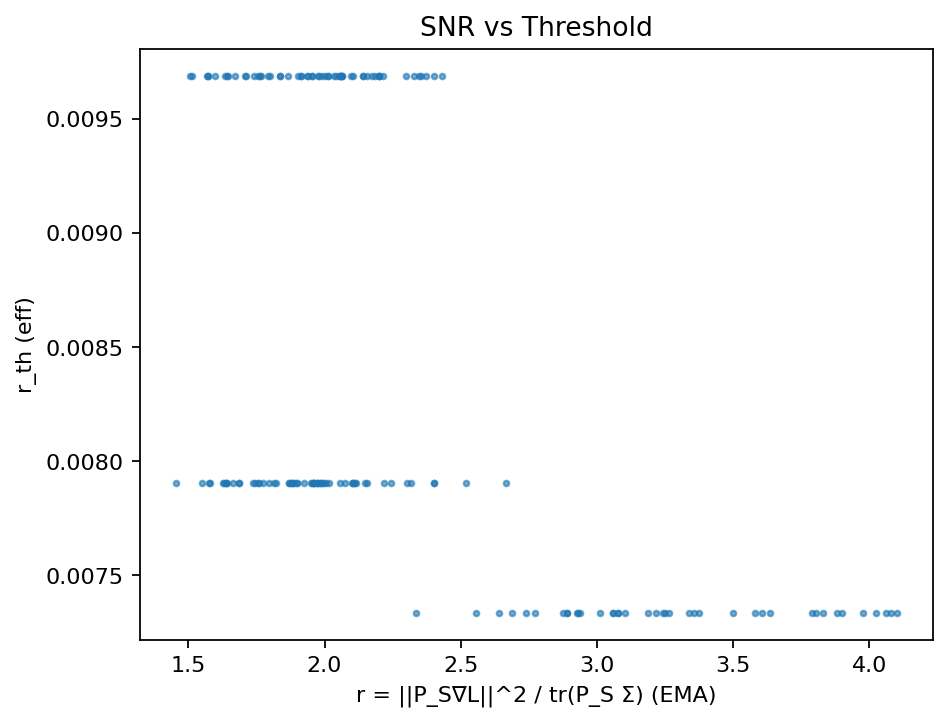 SNR vs Threshold
0.0095
0.0090
0.0085
0.0080
0.0075
r_th (eff)
1.5 2.0 2.5 3.0 3.5 4.0
r = ||P_S∇L||^2 / tr(P_S Σ) (EMA)